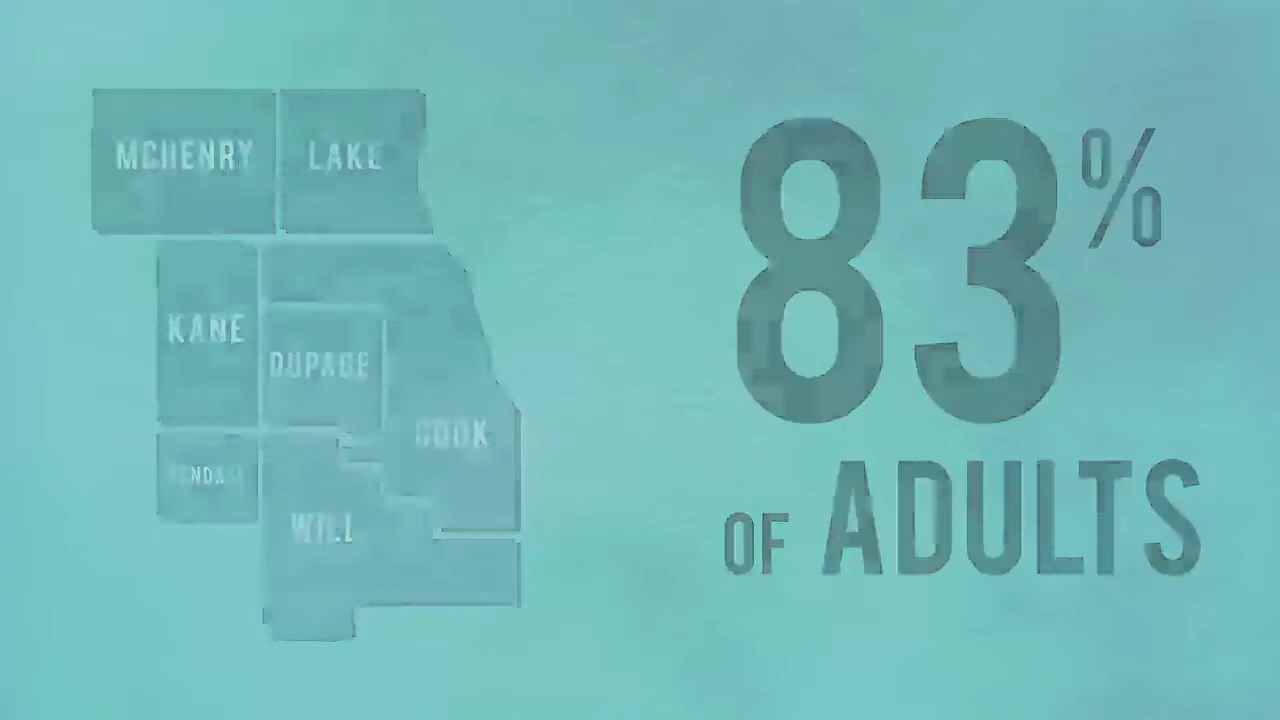 MCHENRY
LAKE
KANE
DUPAGE
COOK
WILL
83%
OF ADULTS